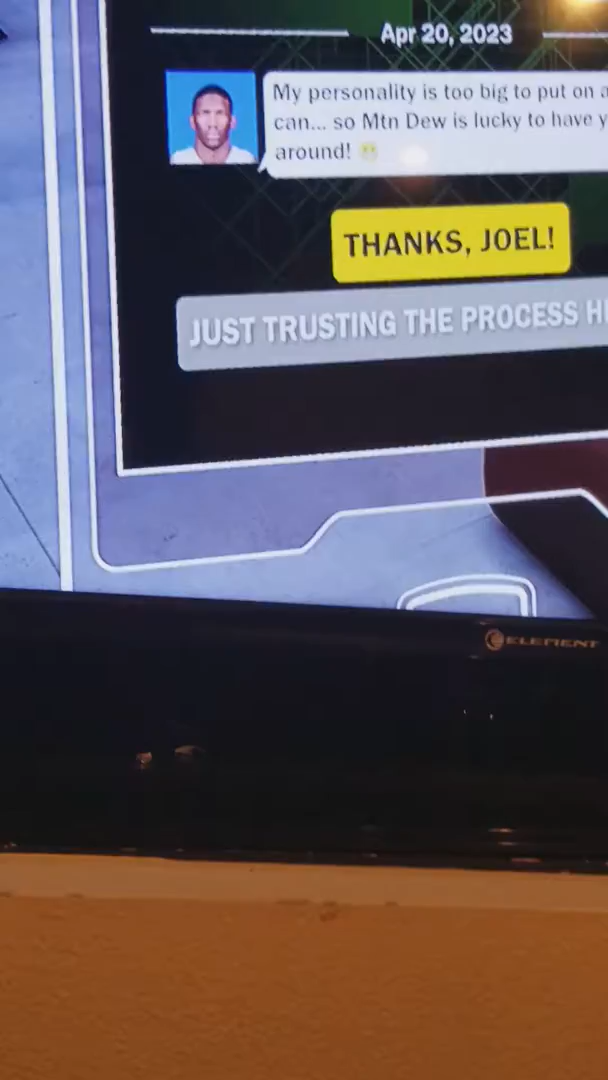 Apr 20, 2023
My personality is too big to put on a
can... so Mtn Dew is lucky to have
around! 😬
THANKS, JOEL!
JUST TRUSTING THE PROCESS
ELEMENT